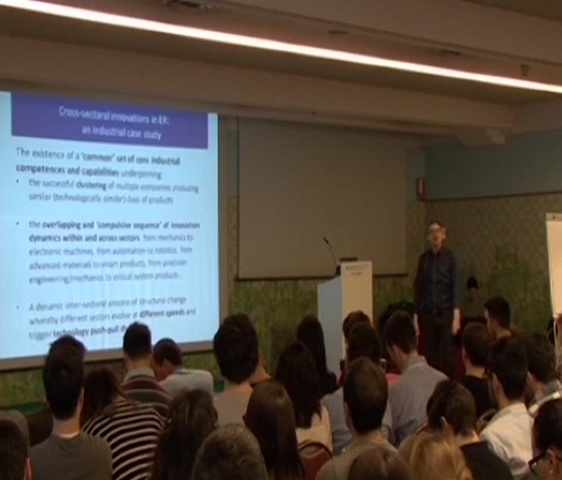 Cross-sectoral innovations in ER:
an industrial case study
The existence of a 'common' set of core industrial
competences and capabilities underpinning
• the successful clustering of multiple companies producing
similar (technologically similar) class of products
• the overlapping and 'compulsive sequence' of innovation
dynamics within and across sectors: from mechanics to
electronic machines, from automation to robotics, from
advanced materials to smart products, from precision
engineering/mechanics to critical system products
• A dynamic inter-sectoral process of structural change
whereby different sectors evolve at different speeds and
trigger technology push-pull